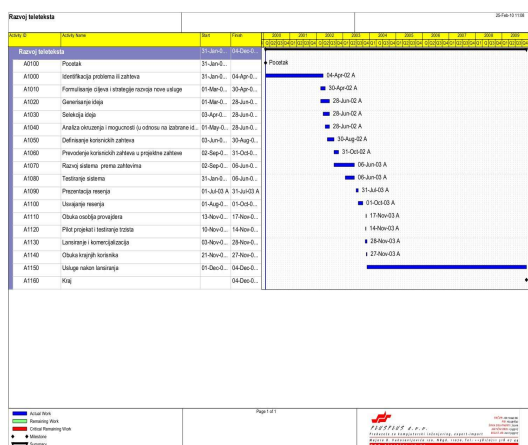 Razvoj teleteksta
25-Feb-10 11:08
Activity ID Activity Name Start Finish 2000 2001 2002 2003 2004 2005 2006 2007 2008 2009
Razvoj teleteksta 31-Jan-0... 04-Dec-0...
A0100 Pocetak 31-Jan-0... Pocetak
A1000 Identifikacija problema ili zahteva 31-Jan-0... 04-Apr-0... 04-Apr-02 A
A1010 Formulisanje ciljeva i strategije razvoja nove usluge 01-Mar-0... 30-Apr-0... 30-Apr-02 A
A1020 Generisanje ideja 01-Mar-0... 28-Jun-0... 28-Jun-02 A
A1030 Selekcija ideja 03-Apr-0... 28-Jun-0... 28-Jun-02 A
A1040 Analiza okruzenja i mogucnosti (u odnosu na izabrane id... 01-May-0... 28-Jun-0... 28-Jun-02 A
A1050 Definisanje korisnickih zahteva 03-Jun-0... 30-Aug-0... 30-Aug-02 A
A1060 Prevodenje korisnickih zahteva u projektne zahteve 02-Sep-0... 31-Oct-0... 31-Oct-02 A
A1070 Razvoj sistema prema zahtevima 02-Sep-0... 06-Jun-0... 06-Jun-03 A
A1080 Testiranje sistema 31-Jan-0... 06-Jun-0... 06-Jun-03 A
A1090 Prezentacija resenja 01-Jul-03 A 31-Jul-03 A 31-Jul-03 A
A1100 Usvajanje resenja 01-Aug-0... 01-Oct-0... 01-Oct-03 A
A1110 Obuka osoblja provajdera 13-Nov-0... 17-Nov-0... 17-Nov-03 A
A1120 Pilot projekat i testiranje trzista 10-Nov-0... 14-Nov-0... 14-Nov-03 A
A1130 Lansiranje i komercijalizacija 03-Nov-0... 28-Nov-0... 28-Nov-03 A
A1140 Obuka krajnjih korisnika 21-Nov-0... 27-Nov-0... 27-Nov-03 A
A1150 Usluge nakon lansiranja 01-Dec-0... 04-Dec-0...
A1160 Kraj 04-Dec-0...
Actual Work
Remaining Work
Critical Remaining Work
Milestone
Summary
Page 1 of 1
PLUSPLUS d.o.o.